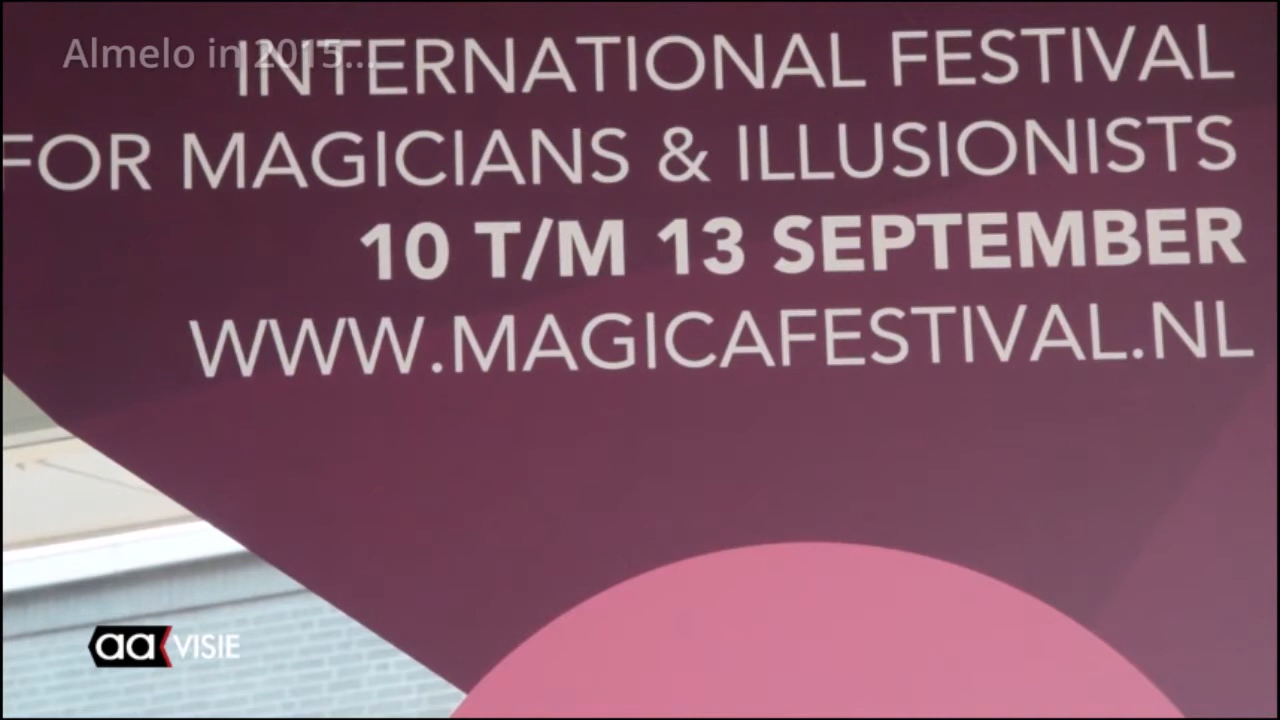 Almelo in 2015...
INTERNATIONAL FESTIVAL
FOR MAGICIANS & ILLUSIONISTS
10 T/M 13 SEPTEMBER
WWW.MAGICAFESTIVAL.NL
aa VISIE